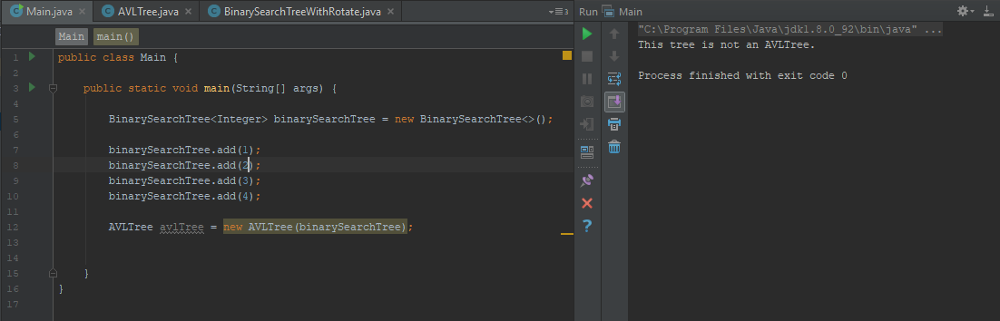 Main.java × AVLTree.java × BinarySearchTreeWithRotate.java × 3
Main main()
1 public class Main {
2
3 public static void main(String[] args) {
4
5 BinarySearchTree<Integer> binarySearchTree = new BinarySearchTree<>();
6
7 binarySearchTree.add(1);
8 binarySearchTree.add(2);
9 binarySearchTree.add(3);
10 binarySearchTree.add(4);
11
12 AVLTree avlTree = new AVLTree(binarySearchTree);
13
14
15 }
16 }
17
Run Main
"C:\Program Files\Java\jdk1.8.0_92\bin\java" ...
This tree is not an AVLTree.
Process finished with exit code 0